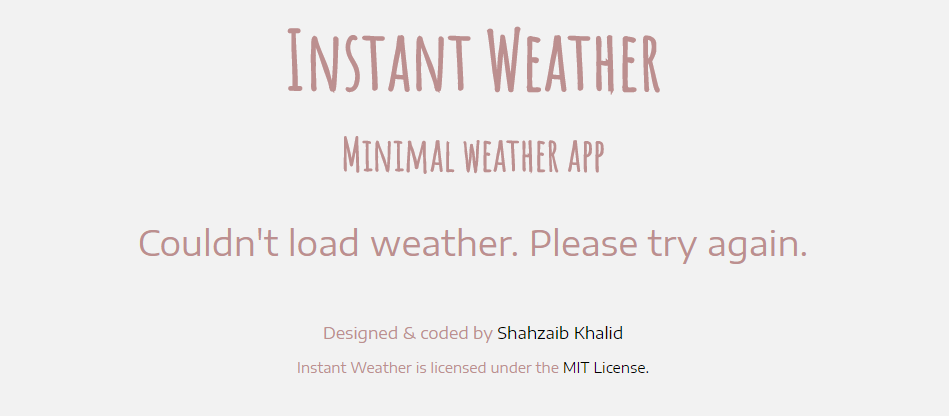 Instant Weather
Minimal weather app
Couldn't load weather. Please try again.
Designed & coded by Shahzaib Khalid
Instant Weather is licensed under the MIT License.